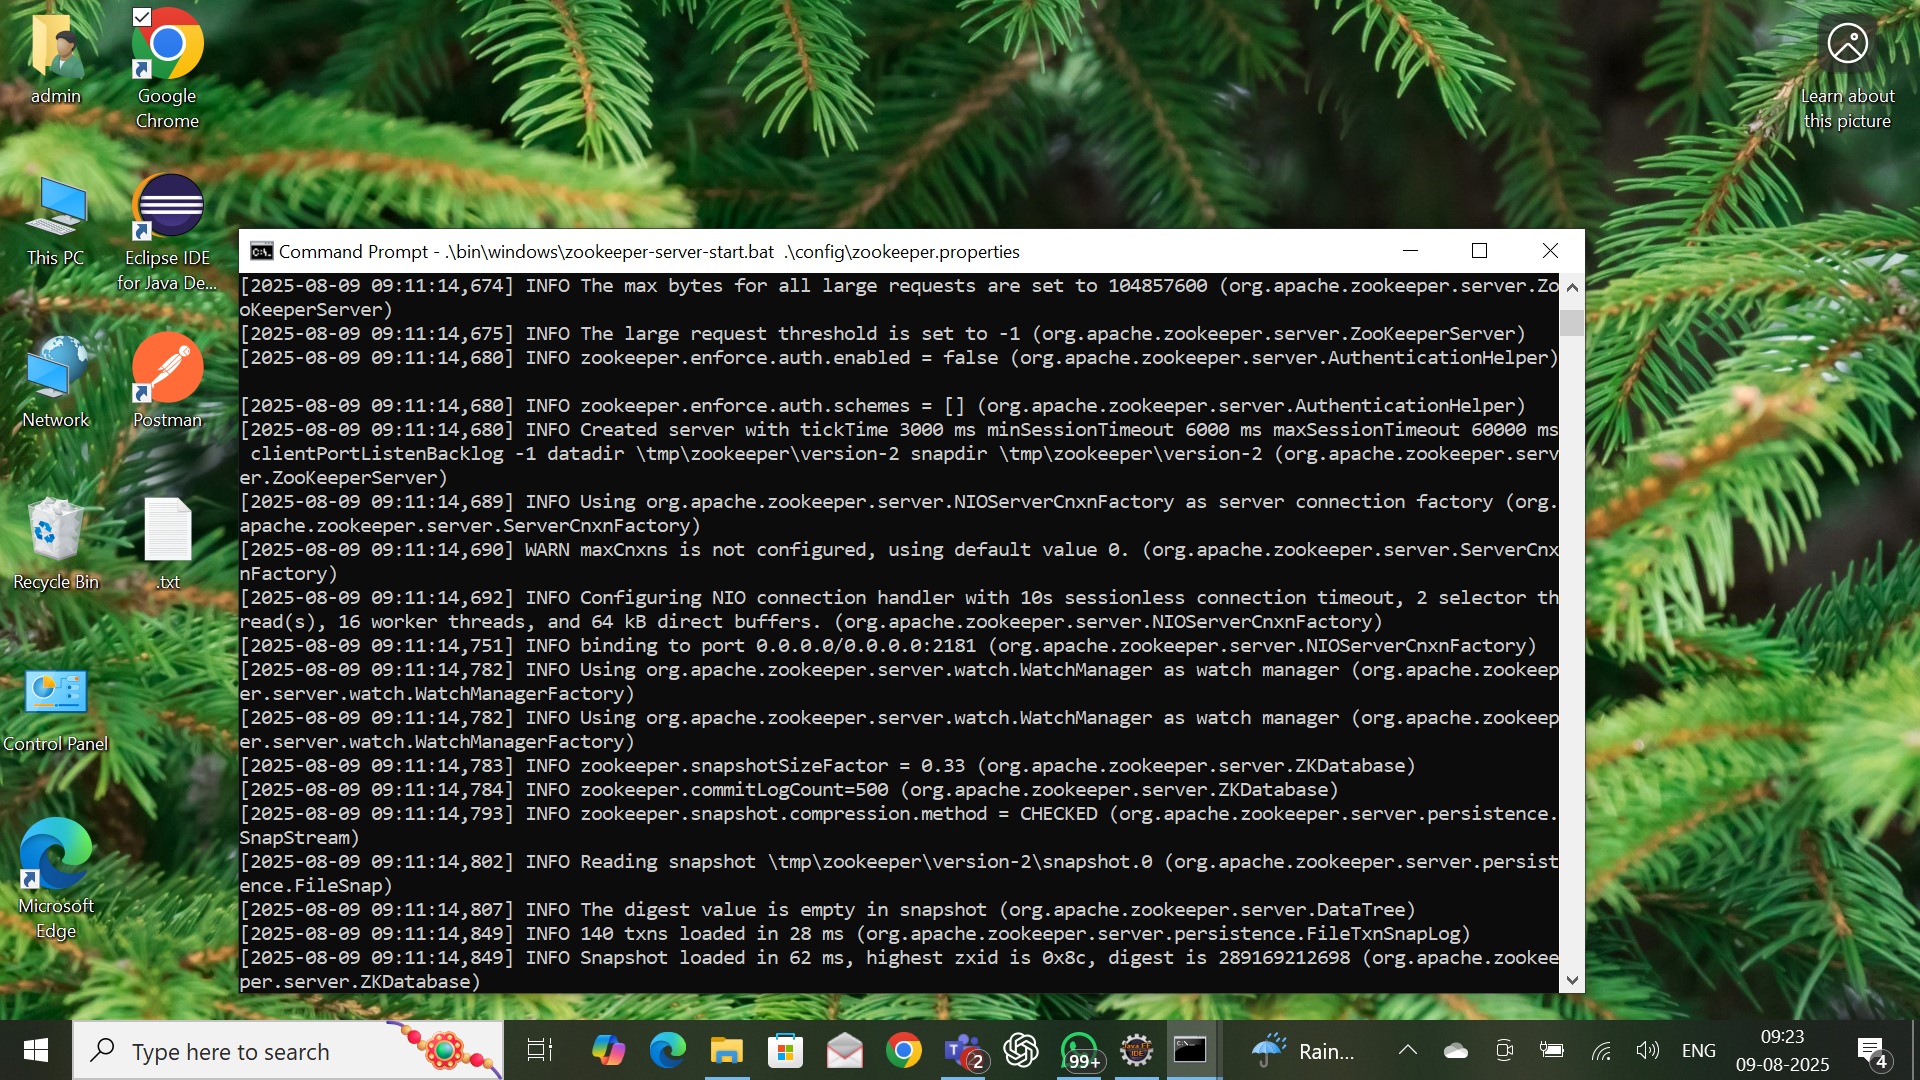 admin
Google
Chrome
Learn about
this picture
This PC
Eclipse IDE
for Java De...
Network
Postman
Recycle Bin
.txt
Control Panel
Microsoft
Edge
Command Prompt - .\bin\windows\zookeeper-server-start.bat .\config\zookeeper.properties
[2025-08-09 09:11:14,674] INFO The max bytes for all large requests are set to 104857600 (org.apache.zookeeper.server.Zo
oKeeperServer)
[2025-08-09 09:11:14,675] INFO The large request threshold is set to -1 (org.apache.zookeeper.server.ZooKeeperServer)
[2025-08-09 09:11:14,680] INFO zookeeper.enforce.auth.enabled = false (org.apache.zookeeper.server.AuthenticationHelper)
[2025-08-09 09:11:14,680] INFO zookeeper.enforce.auth.schemes = [] (org.apache.zookeeper.server.AuthenticationHelper)
[2025-08-09 09:11:14,680] INFO Created server with tickTime 3000 ms minSessionTimeout 6000 ms maxSessionTimeout 60000 ms
clientPortListenBacklog -1 datadir \tmp\zookeeper\version-2 snapdir \tmp\zookeeper\version-2 (org.apache.zookeeper.serv
er.ZooKeeperServer)
[2025-08-09 09:11:14,689] INFO Using org.apache.zookeeper.server.NIOServerCnxnFactory as server connection factory (org.
apache.zookeeper.server.ServerCnxnFactory)
[2025-08-09 09:11:14,690] WARN maxCnxns is not configured, using default value 0. (org.apache.zookeeper.server.ServerCnx
nFactory)
[2025-08-09 09:11:14,692] INFO Configuring NIO connection handler with 10s sessionless connection timeout, 2 selector th
read(s), 16 worker threads, and 64 kB direct buffers. (org.apache.zookeeper.server.NIOServerCnxnFactory)
[2025-08-09 09:11:14,751] INFO binding to port 0.0.0.0/0.0.0.0:2181 (org.apache.zookeeper.server.NIOServerCnxnFactory)
[2025-08-09 09:11:14,782] INFO Using org.apache.zookeeper.server.watch.WatchManager as watch manager (org.apache.zookeep
er.server.watch.WatchManagerFactory)
[2025-08-09 09:11:14,782] INFO Using org.apache.zookeeper.server.watch.WatchManager as watch manager (org.apache.zookeep
er.server.watch.WatchManagerFactory)
[2025-08-09 09:11:14,783] INFO zookeeper.snapshotSizeFactor = 0.33 (org.apache.zookeeper.server.ZKDatabase)
[2025-08-09 09:11:14,784] INFO zookeeper.commitLogCount=500 (org.apache.zookeeper.server.ZKDatabase)
[2025-08-09 09:11:14,793] INFO zookeeper.snapshot.compression.method = CHECKED (org.apache.zookeeper.server.persistence.
SnapStream)
[2025-08-09 09:11:14,802] INFO Reading snapshot \tmp\zookeeper\version-2\snapshot.0 (org.apache.zookeeper.server.persist
ence.FileSnap)
[2025-08-09 09:11:14,807] INFO The digest value is empty in snapshot (org.apache.zookeeper.server.DataTree)
[2025-08-09 09:11:14,849] INFO 140 txns loaded in 28 ms (org.apache.zookeeper.server.persistence.FileTxnSnapLog)
[2025-08-09 09:11:14,849] INFO Snapshot loaded in 62 ms, highest zxid is 0x8c, digest is 289169212698 (org.apache.zookee
per.server.ZKDatabase)
Type here to search
2
99+
Java EE
IDE
Rain...
ENG
09:23
09-08-2025
4